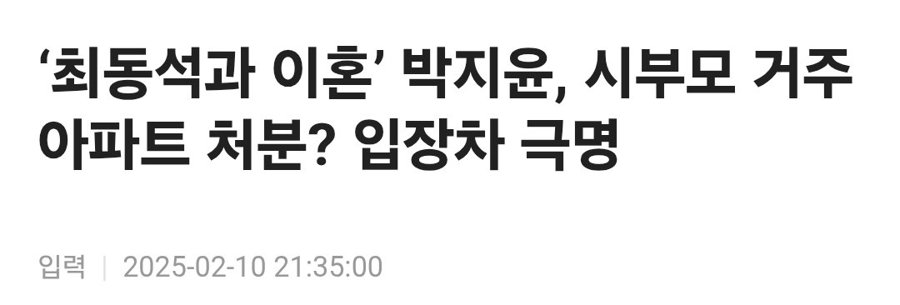 ‘최동석과 이혼’ 박지윤, 시부모 거주
아파트 처분? 입장차 극명
입력 | 2025-02-10 21:35:00